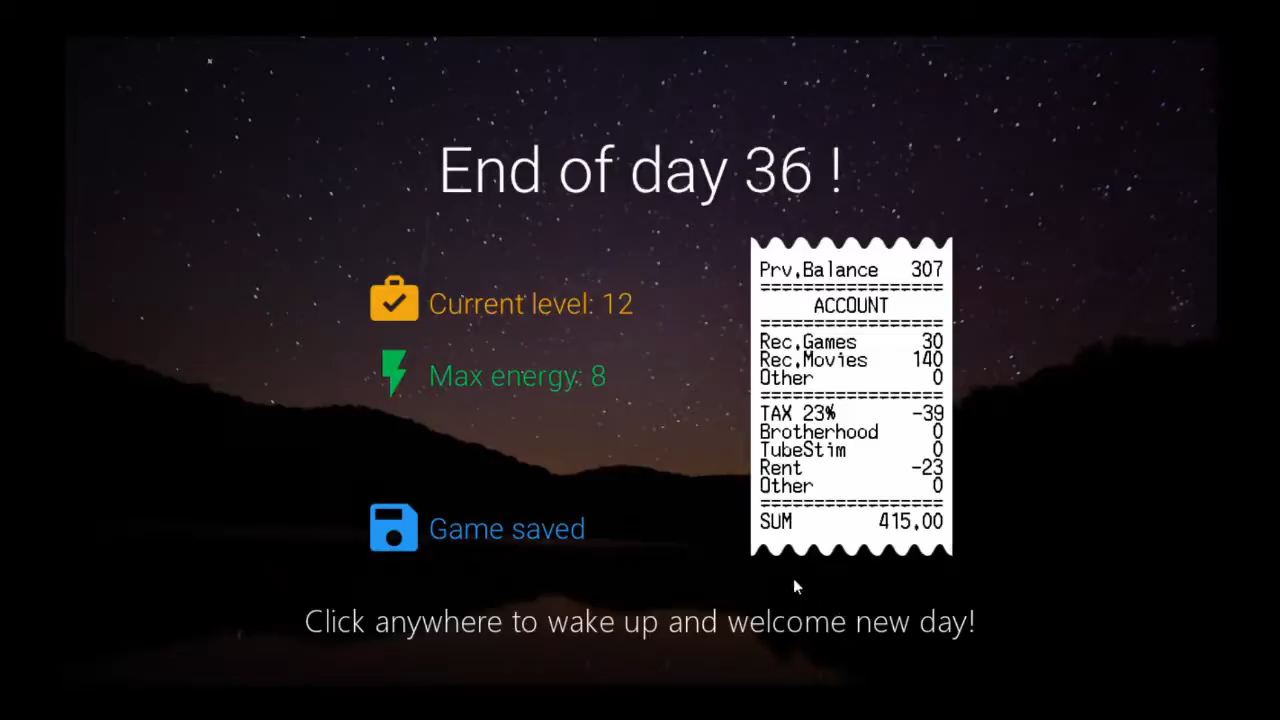 End of day 36 !
Current level: 12
Max energy: 8
Game saved
Prv.Balance 307
====================
ACCOUNT
====================
Rec.Games 30
Rec.Movies 140
Other 0
====================
TAX 23% -39
Brotherhood 0
TubeStim 0
Rent -23
Other 0
====================
SUM 415.00
Click anywhere to wake up and welcome new day!